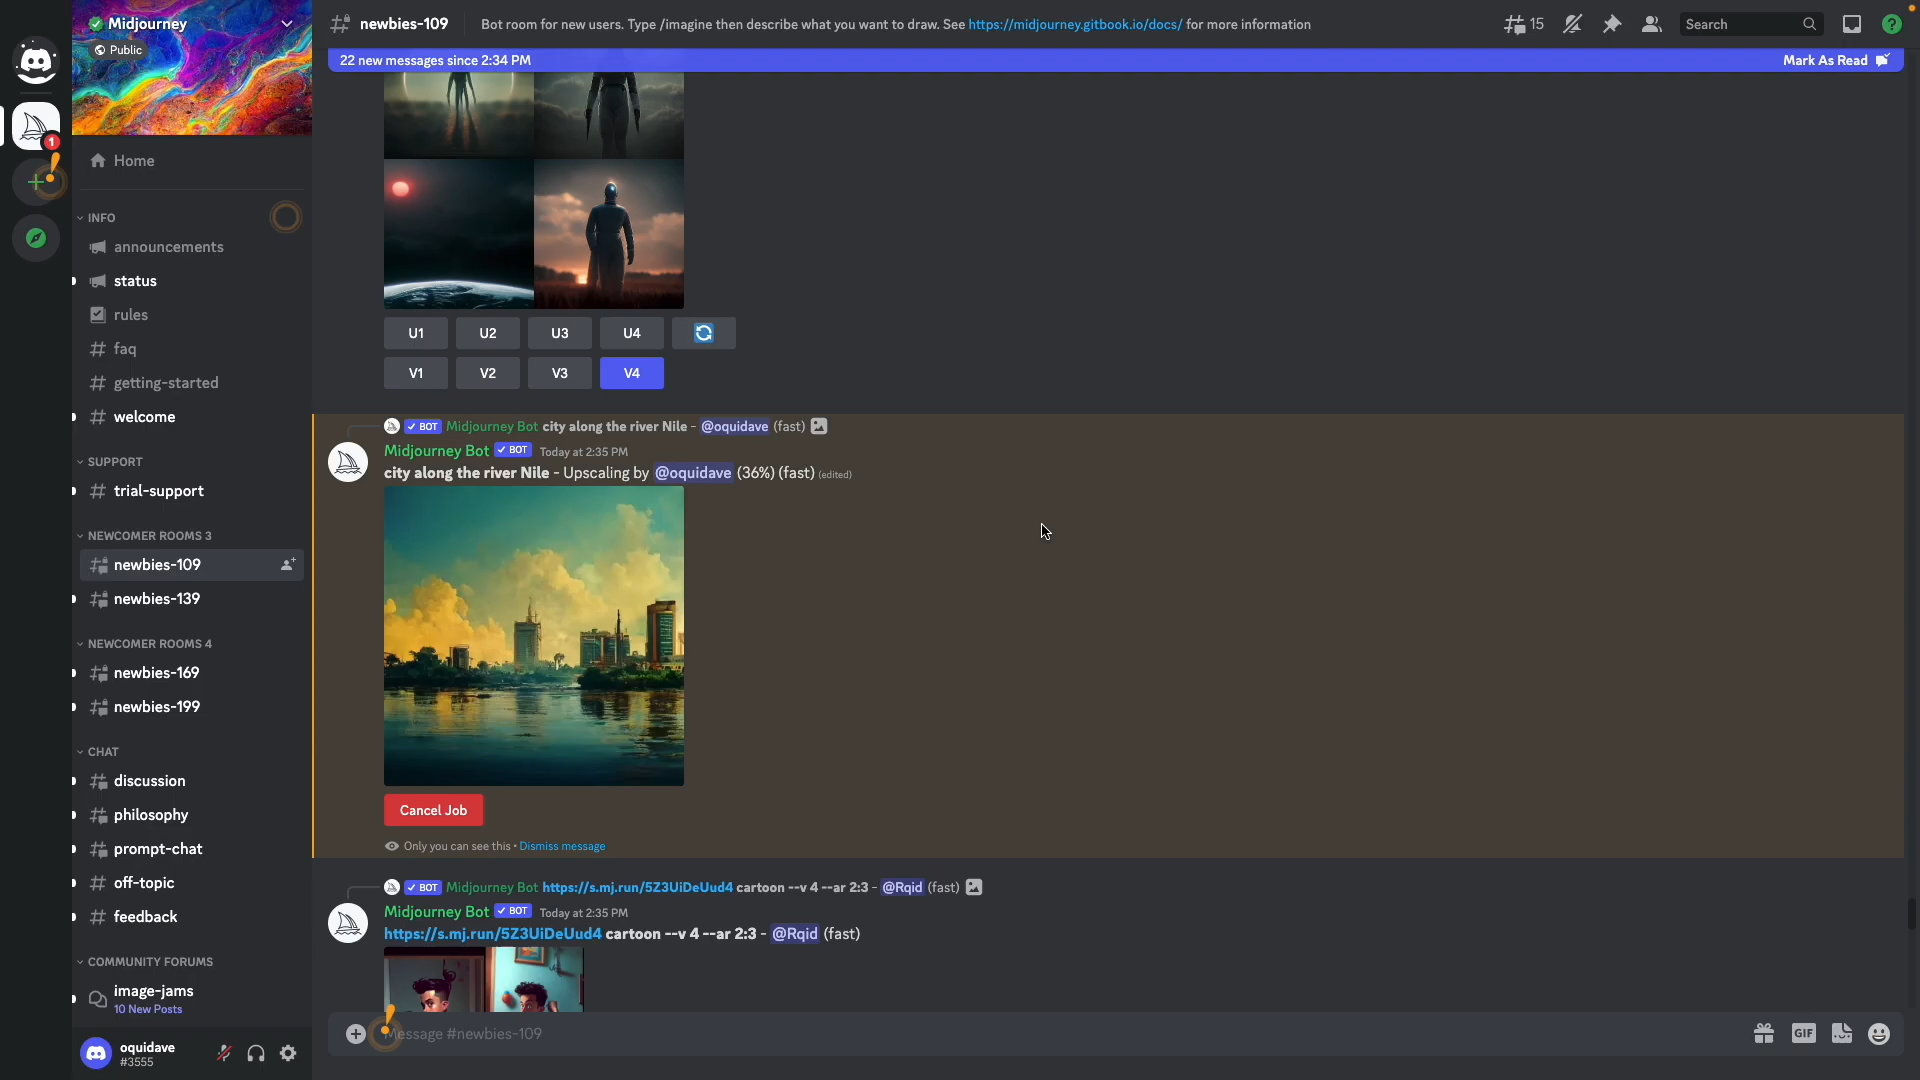 Midjourney
Public
1
Home
INFO
announcements
status
rules
faq
getting-started
welcome
SUPPORT
trial-support
NEWCOMER ROOMS 3
newbies-109
newbies-139
NEWCOMER ROOMS 4
newbies-169
newbies-199
CHAT
discussion
philosophy
prompt-chat
off-topic
feedback
COMMUNITY FORUMS
image-jams
10 New Posts
oquidave
#3555
newbies-109
Bot room for new users. Type /imagine then describe what you want to draw. See https://midjourney.gitbook.io/docs/ for more information
15
Search
22 new messages since 2:34 PM
Mark As Read
U1 U2 U3 U4
V1 V2 V3 V4
BOT Midjourney Bot city along the river Nile - @oquidave (fast)
Midjourney Bot BOT Today at 2:35 PM
city along the river Nile - Upscaling by @oquidave (36%) (fast) (edited)
Cancel Job
Only you can see this • Dismiss message
BOT Midjourney Bot https://s.mj.run/5Z3UiDeUud4 cartoon --v 4 --ar 2:3 - @Rqid (fast)
Midjourney Bot BOT Today at 2:35 PM
https://s.mj.run/5Z3UiDeUud4 cartoon --v 4 --ar 2:3 - @Rqid (fast)
Message #newbies-109
GIF